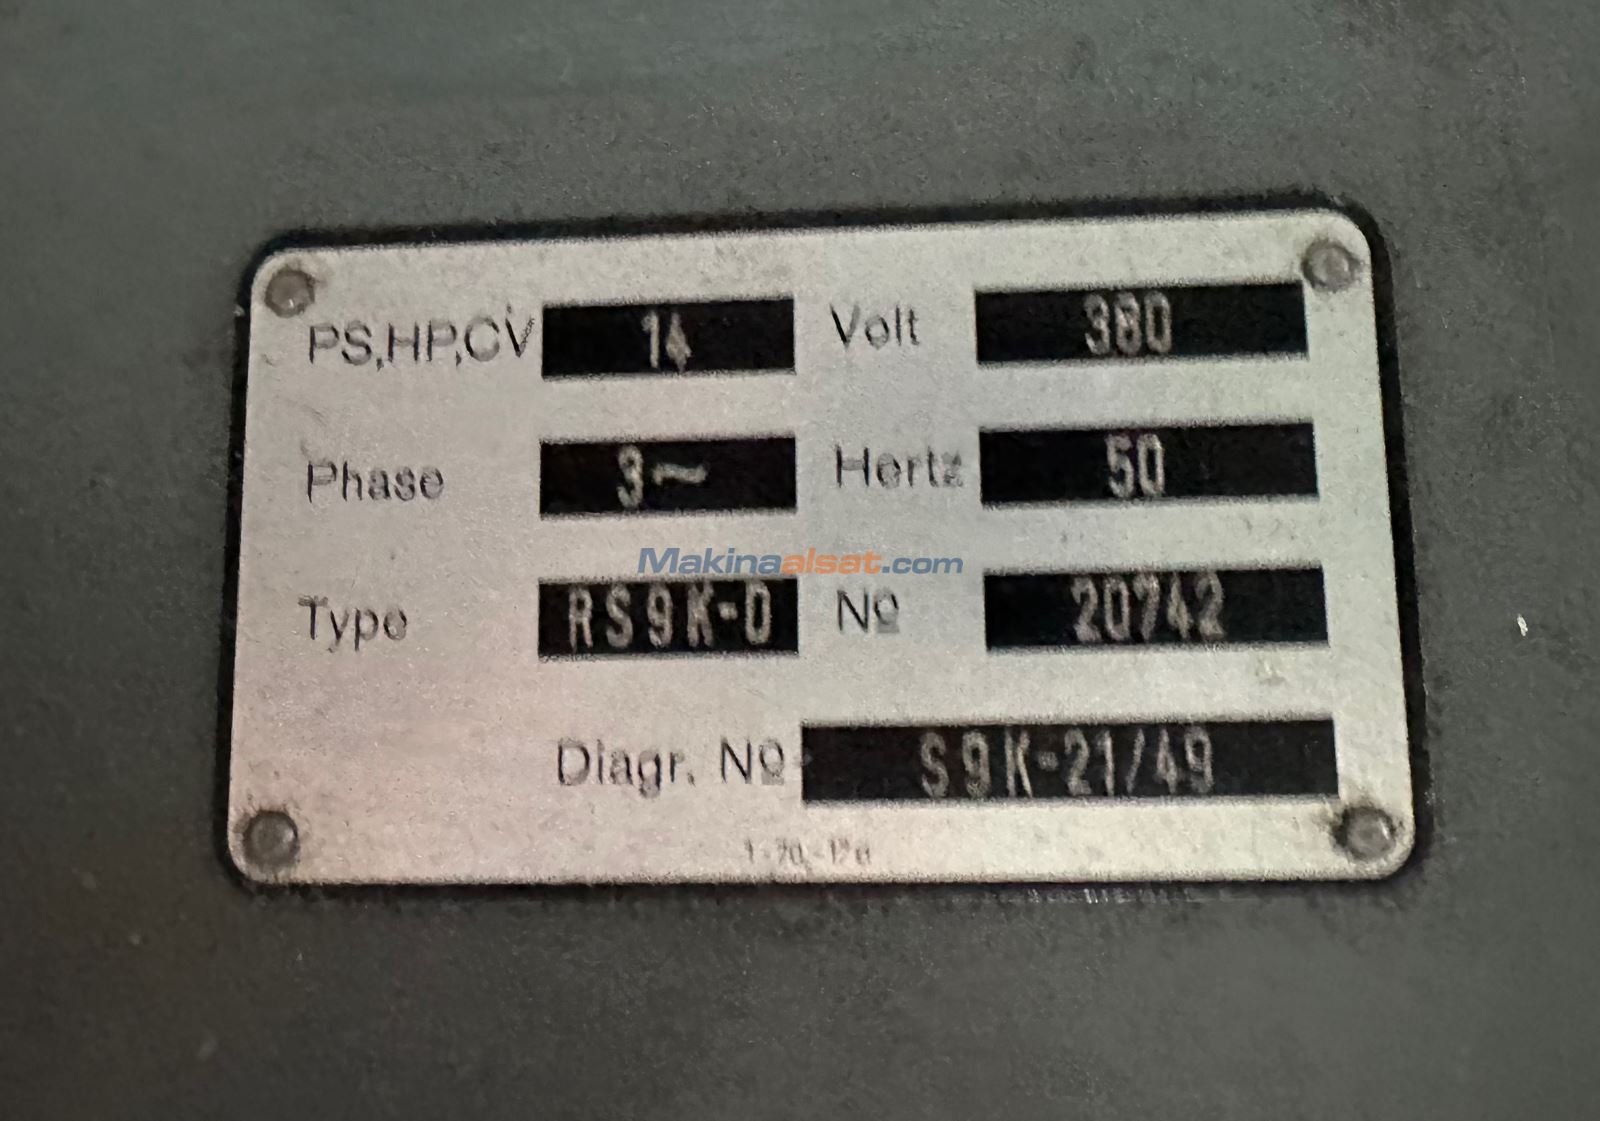 PS,HP,CV 14 Volt 380
Phase 3~ Hertz 50
Makinaalsat.com
Type RS9K-D № 20742
Diagr. № S9K-21/49